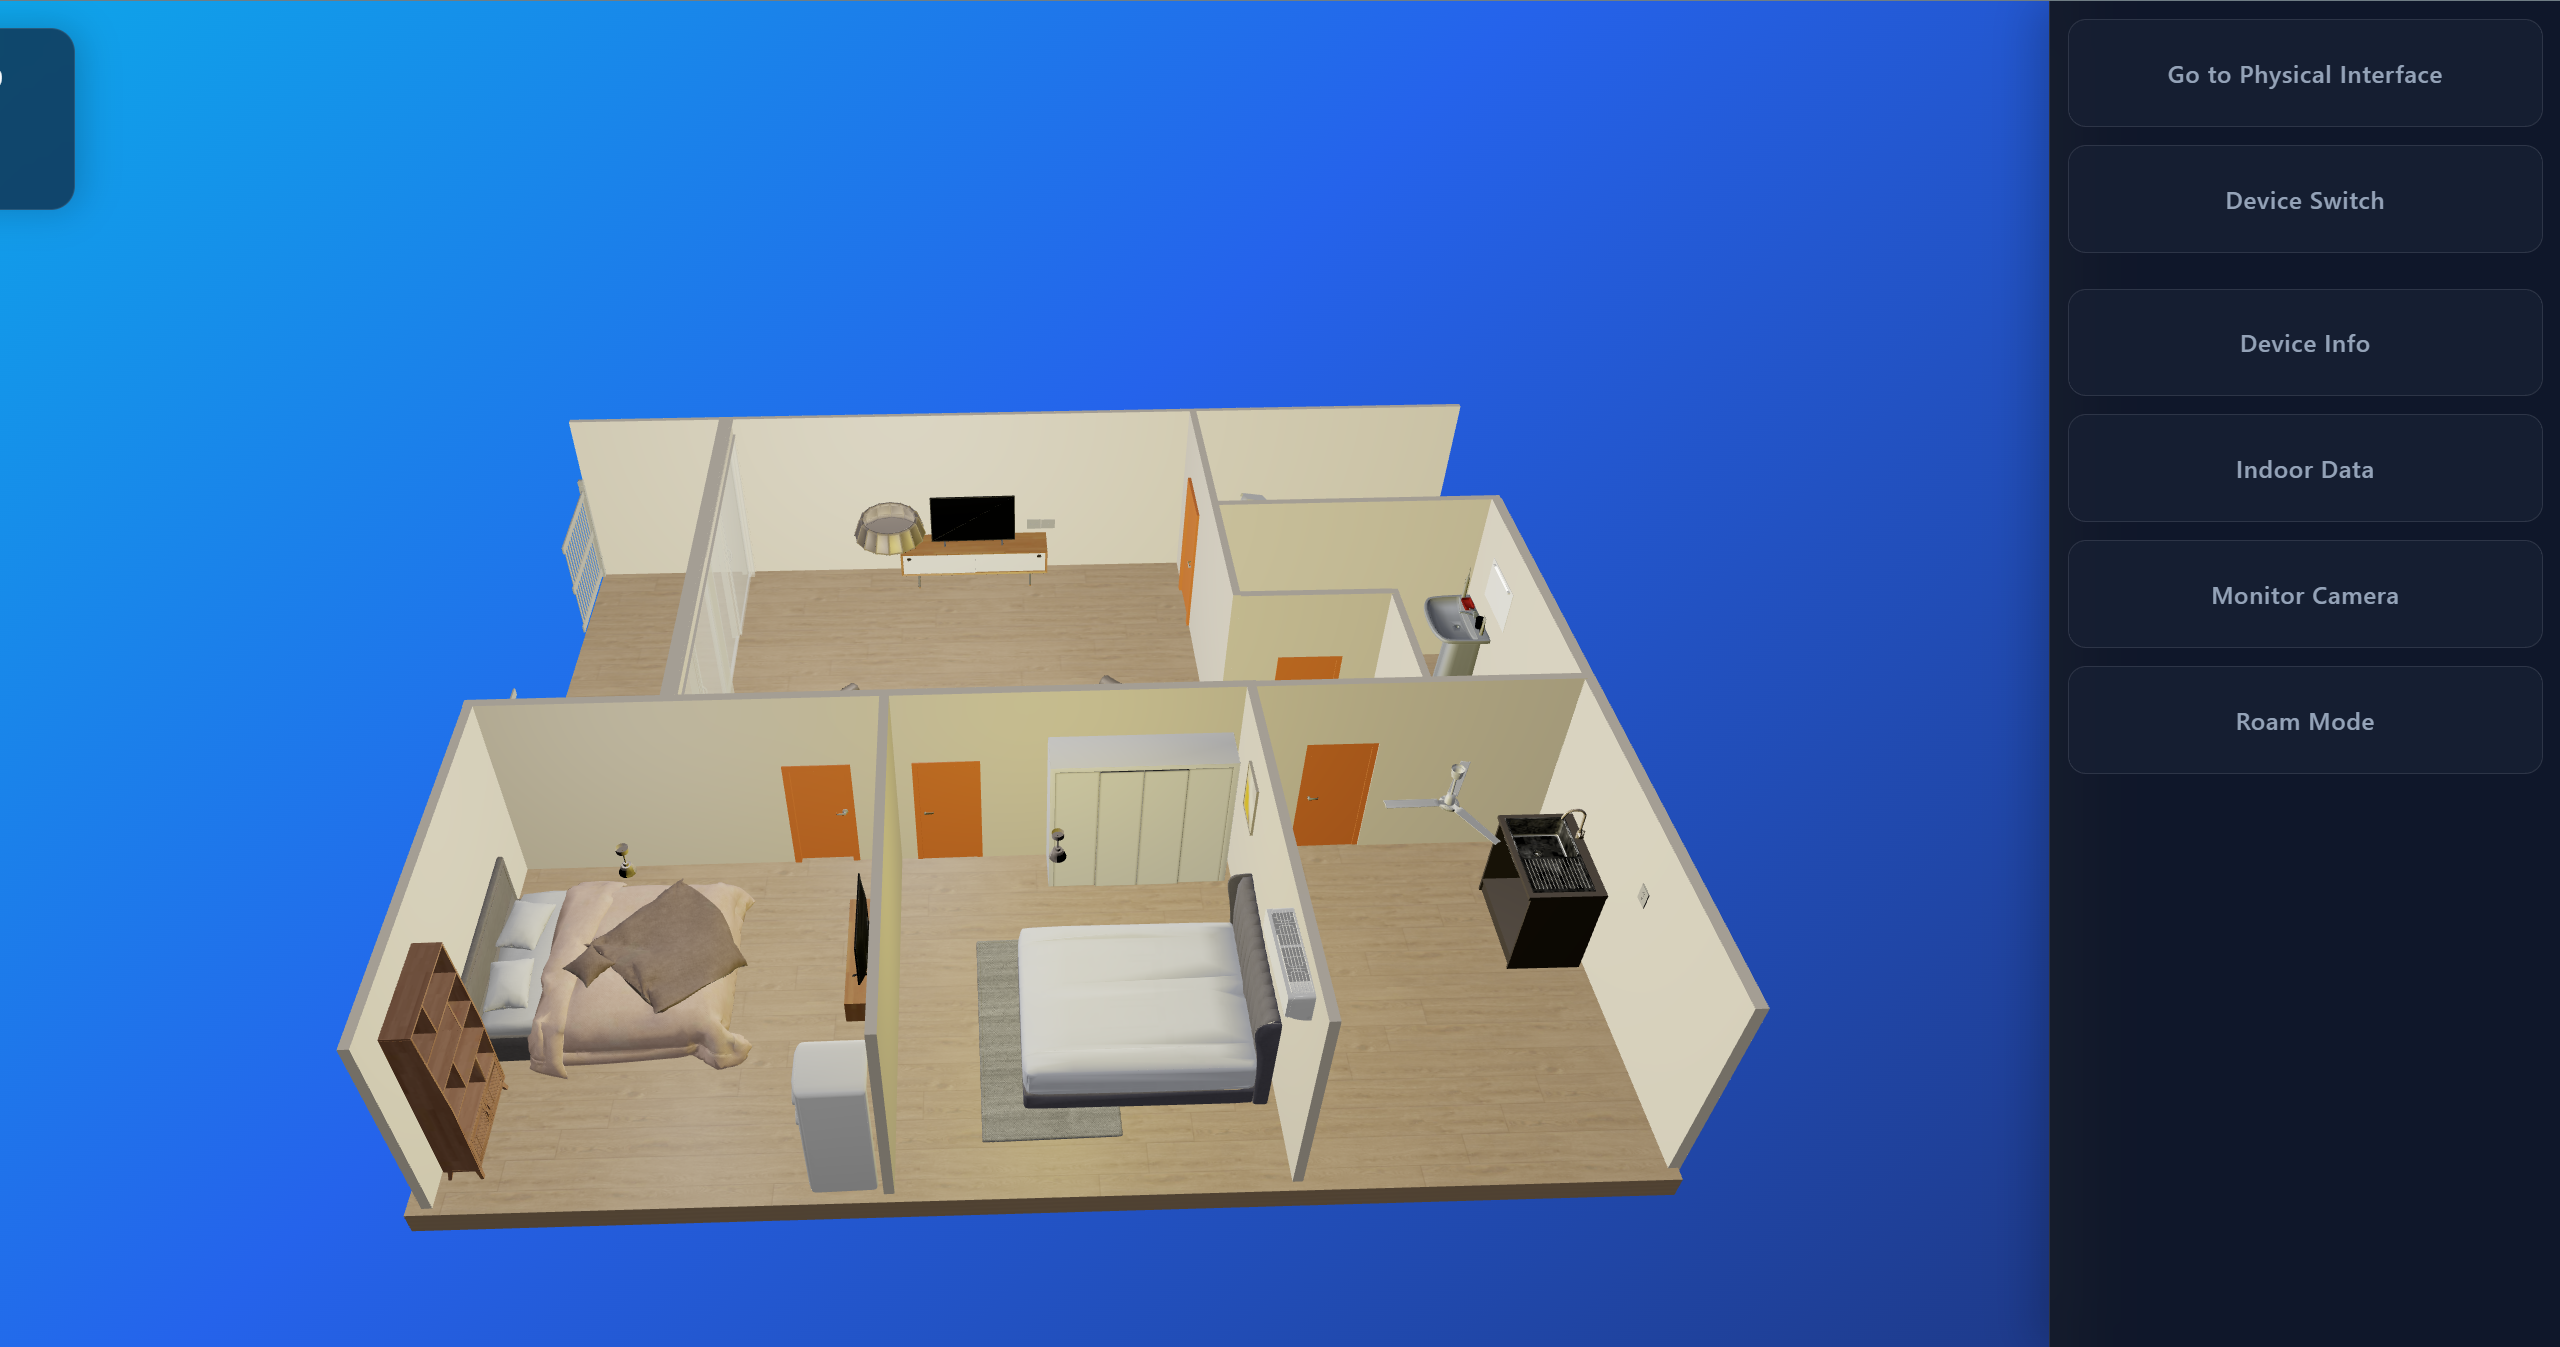 Go to Physical Interface
Device Switch
Device Info
Indoor Data
Monitor Camera
Roam Mode